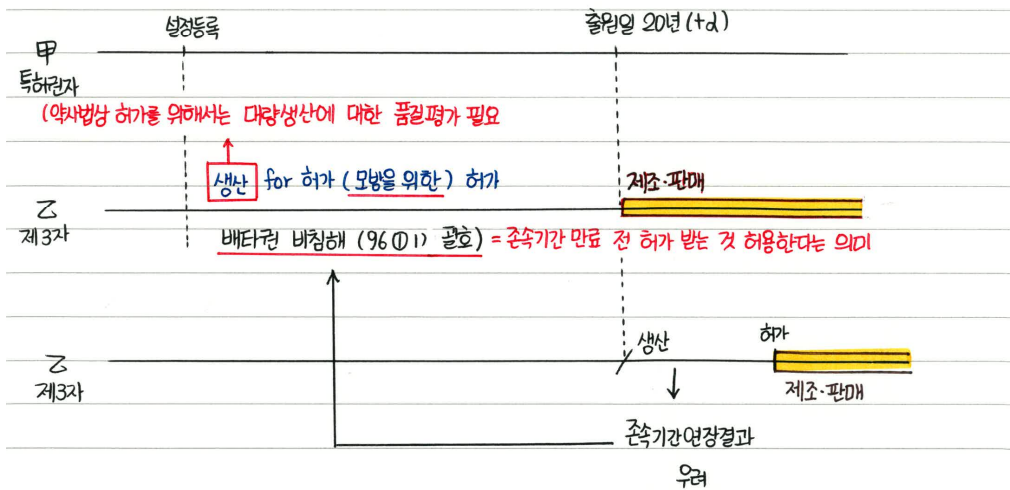 설정등록
출원일 20년 (+α)
甲
특허권자
(약사법상 허가를 위해서는 대량생산에 대한 품질평가 필요
생산 for 허가 (모방을 위한) 허가
제조·판매
乙
제3자
배타권 비침해 (96①1) 괄호) = 존속기간 만료 전 허가 받는 것 허용한다는 의미
생산
허가
乙
제3자
제조·판매
존속기간연장결과
우려